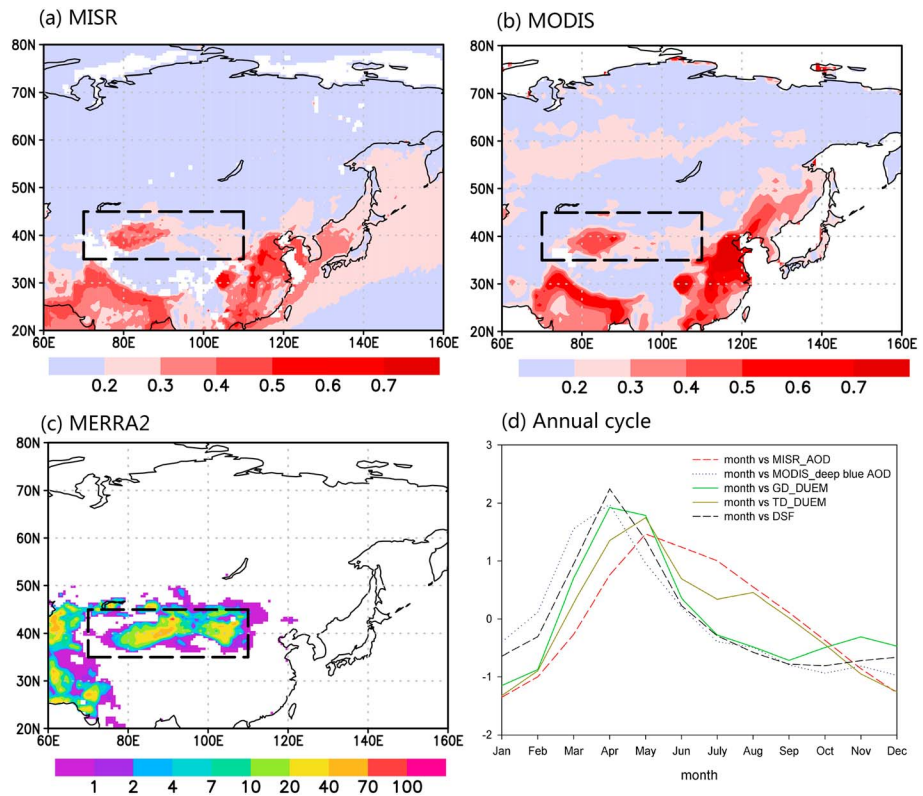 (a) MISR
80N
70N
60N
50N
40N
30N
20N
60E 80E 100E 120E 140E 160E
0.2 0.3 0.4 0.5 0.6 0.7
(b) MODIS
80N
70N
60N
50N
40N
30N
20N
60E 80E 100E 120E 140E 160E
0.2 0.3 0.4 0.5 0.6 0.7
(c) MERRA2
80N
70N
60N
50N
40N
30N
20N
60E 80E 100E 120E 140E 160E
1 2 4 7 10 20 40 70 100
(d) Annual cycle
3
2
1
0
-1
-2
month vs MISR_AOD
month vs MODIS_deep blue AOD
month vs GD_DUEM
month vs TD_DUEM
month vs DSF
Jan Feb Mar Apr May Jun July Aug Sep Oct Nov Dec
month